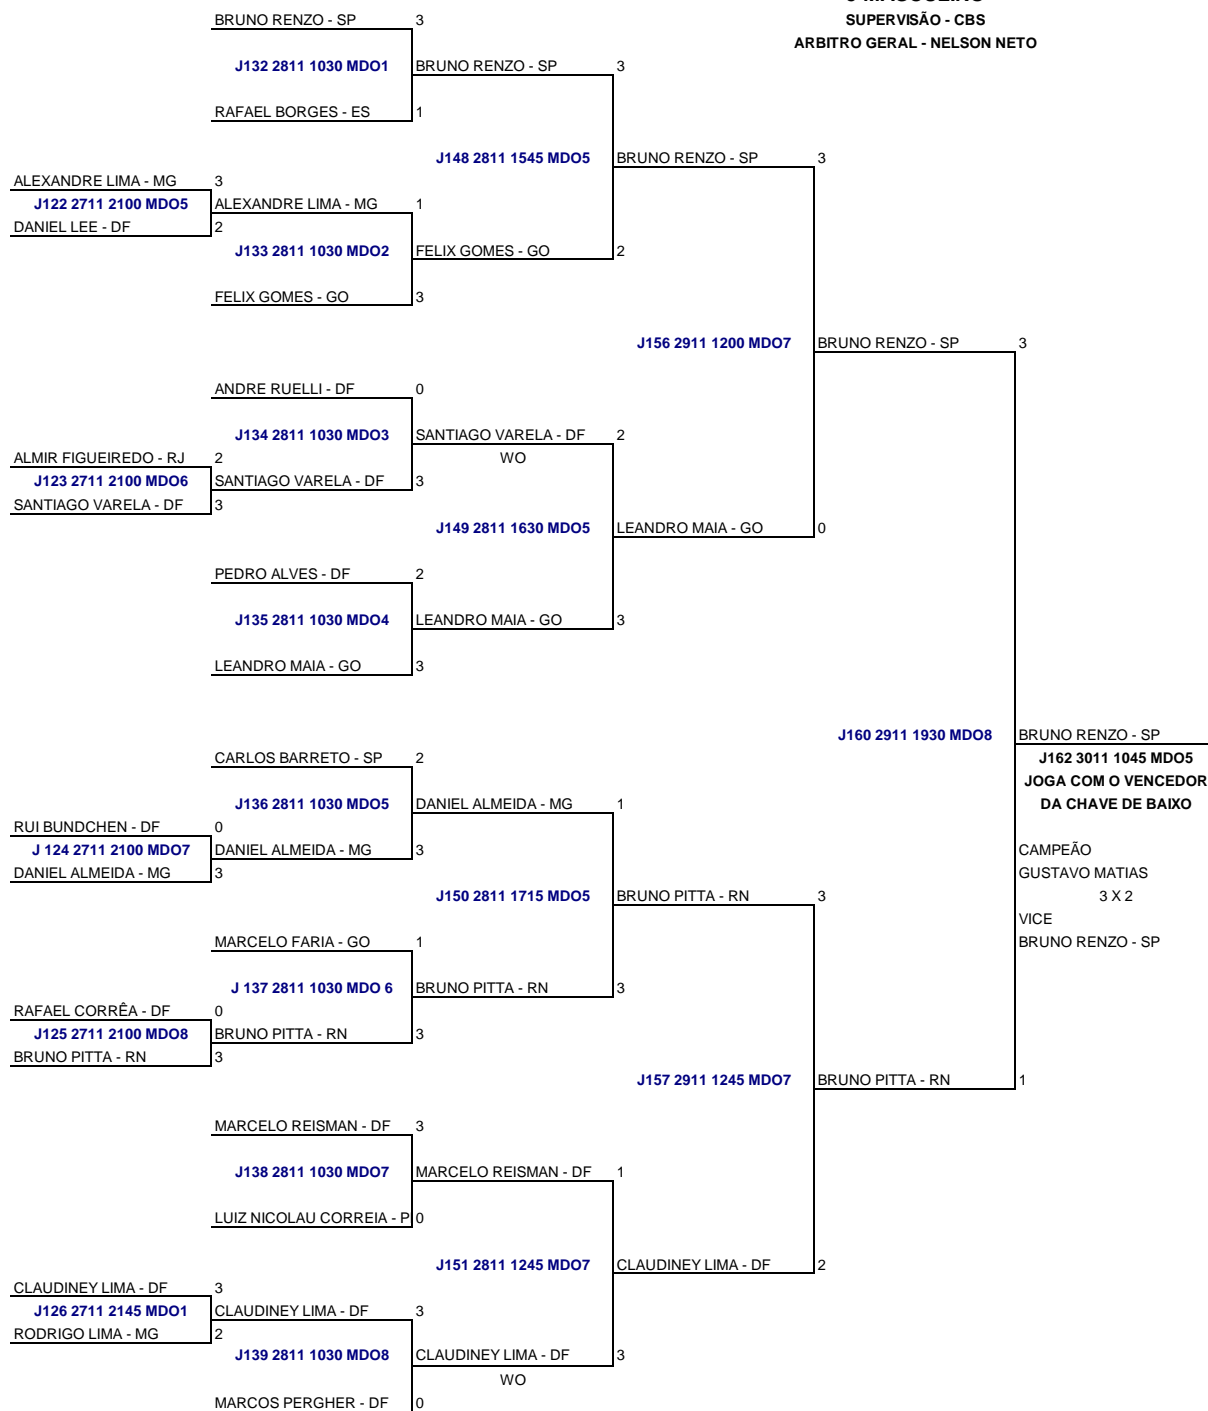 SUPERVISÃO - CBS
ARBITRO GERAL - NELSON NETO
BRUNO RENZO - SP 3
J132 2811 1030 MDO1 BRUNO RENZO - SP 3
RAFAEL BORGES - ES 1
J148 2811 1545 MDO5 BRUNO RENZO - SP 3
ALEXANDRE LIMA - MG 3
J122 2711 2100 MDO5 ALEXANDRE LIMA - MG 1
DANIEL LEE - DF 2
J133 2811 1030 MDO2 FELIX GOMES - GO 2
FELIX GOMES - GO 3
J156 2911 1200 MDO7 BRUNO RENZO - SP 3
ANDRE RUELLI - DF 0
J134 2811 1030 MDO3 SANTIAGO VARELA - DF 2
ALMIR FIGUEIREDO - RJ 2 WO
J123 2711 2100 MDO6 SANTIAGO VARELA - DF 3
SANTIAGO VARELA - DF 3
J149 2811 1630 MDO5 LEANDRO MAIA - GO 0
PEDRO ALVES - DF 2
J135 2811 1030 MDO4 LEANDRO MAIA - GO 3
LEANDRO MAIA - GO 3
J160 2911 1930 MDO8 BRUNO RENZO - SP
CARLOS BARRETO - SP 2 J162 3011 1045 MDO5
JOGA COM O VENCEDOR
J136 2811 1030 MDO5 DANIEL ALMEIDA - MG 1 DA CHAVE DE BAIXO
RUI BUNDCHEN - DF 0
J 124 2711 2100 MDO7 DANIEL ALMEIDA - MG 3 CAMPEÃO
DANIEL ALMEIDA - MG 3 GUSTAVO MATIAS
J150 2811 1715 MDO5 BRUNO PITTA - RN 3 3 X 2
VICE
MARCELO FARIA - GO 1 BRUNO RENZO - SP
J 137 2811 1030 MDO 6 BRUNO PITTA - RN 3
RAFAEL CORRÊA - DF 0
J125 2711 2100 MDO8 BRUNO PITTA - RN 3
BRUNO PITTA - RN 3
J157 2911 1245 MDO7 BRUNO PITTA - RN 1
MARCELO REISMAN - DF 3
J138 2811 1030 MDO7 MARCELO REISMAN - DF 1
LUIZ NICOLAU CORREIA - P 0
J151 2811 1245 MDO7 CLAUDINEY LIMA - DF 2
CLAUDINEY LIMA - DF 3
J126 2711 2145 MDO1 CLAUDINEY LIMA - DF 3
RODRIGO LIMA - MG 2
J139 2811 1030 MDO8 CLAUDINEY LIMA - DF 3
WO
MARCOS PERGHER - DF 0